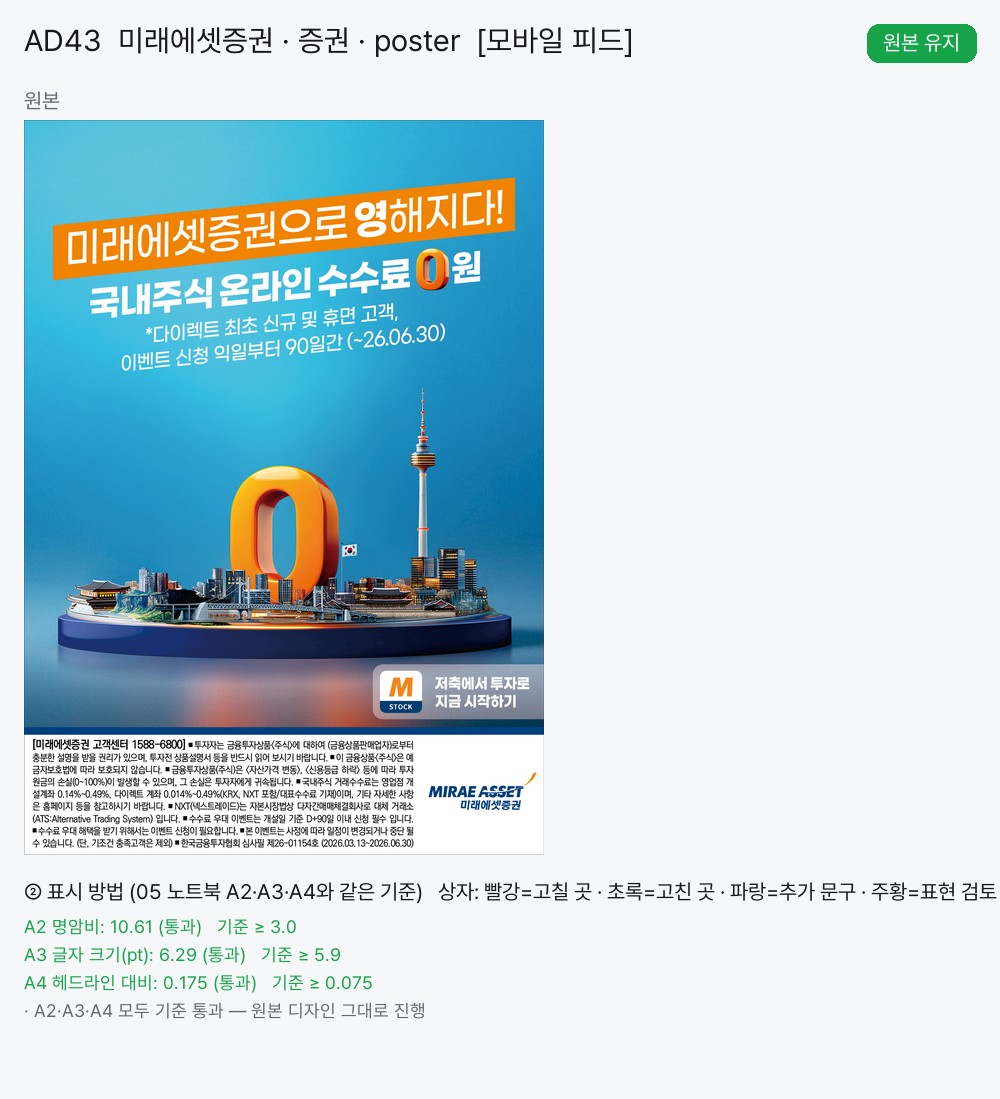 AD43 미래에셋증권 · 증권 · poster [모바일 피드]
원본 유지
원본
미래에셋증권으로 영해지다!
국내주식 온라인 수수료 0원
*다이렉트 최초 신규 및 휴면 고객,
이벤트 신청 익일부터 90일간 (~26.06.30)
M
STOCK
저축에서 투자로
지금 시작하기
[미래에셋증권 고객센터 1588-6800] ■투자자는 금융투자상품(주식)에 대하여 (금융상품판매업자)로부터
충분한 설명을 받을 권리가 있으며, 투자전 상품설명서 등을 반드시 읽어 보시기 바랍니다. ■이 금융상품(주식)은 예
금자보호법에 따라 보호되지 않습니다. ■금융투자상품(주식)은 (자산가격 변동), (신용등급 하락) 등에 따라 투자
원금의 손실(0~100%)이 발생할 수 있으며, 그 손실은 투자자에게 귀속됩니다. ■국내주식 거래수수료는 영업점 개
설계좌 0.14%~0.49%, 다이렉트 계좌 0.014%~0.49%(KRX, NXT 포함/대표수수료 기재)이며, 기타 자세한 사항
은 홈페이지 등을 참고하시기 바랍니다. ■NXT(넥스트레이드)는 자본시장법상 다자간매매체결회사로 대체 거래소
(ATS:Alternative Trading System) 입니다. ■수수료 우대 이벤트는 개설일 기준 D+90일 이내 신청 필수 입니다.
■수수료 우대 혜택을 받기 위해서는 이벤트 신청이 필요합니다. ■본 이벤트는 사정에 따라 일정이 변경되거나 중단 될
수 있습니다. (단, 기조건 충족고객은 제외) ■한국금융투자협회 심사필 제26-01154호 (2026.03.13~2026.06.30)
MIRAE ASSET
미래에셋증권
② 표시 방법 (05 노트북 A2·A3·A4와 같은 기준) 상자: 빨강=고칠 곳 · 초록=고친 곳 · 파랑=추가 문구 · 주황=표현 검토
A2 명암비: 10.61 (통과) 기준 ≥ 3.0
A3 글자 크기(pt): 6.29 (통과) 기준 ≥ 5.9
A4 헤드라인 대비: 0.175 (통과) 기준 ≥ 0.075
· A2·A3·A4 모두 기준 통과 — 원본 디자인 그대로 진행